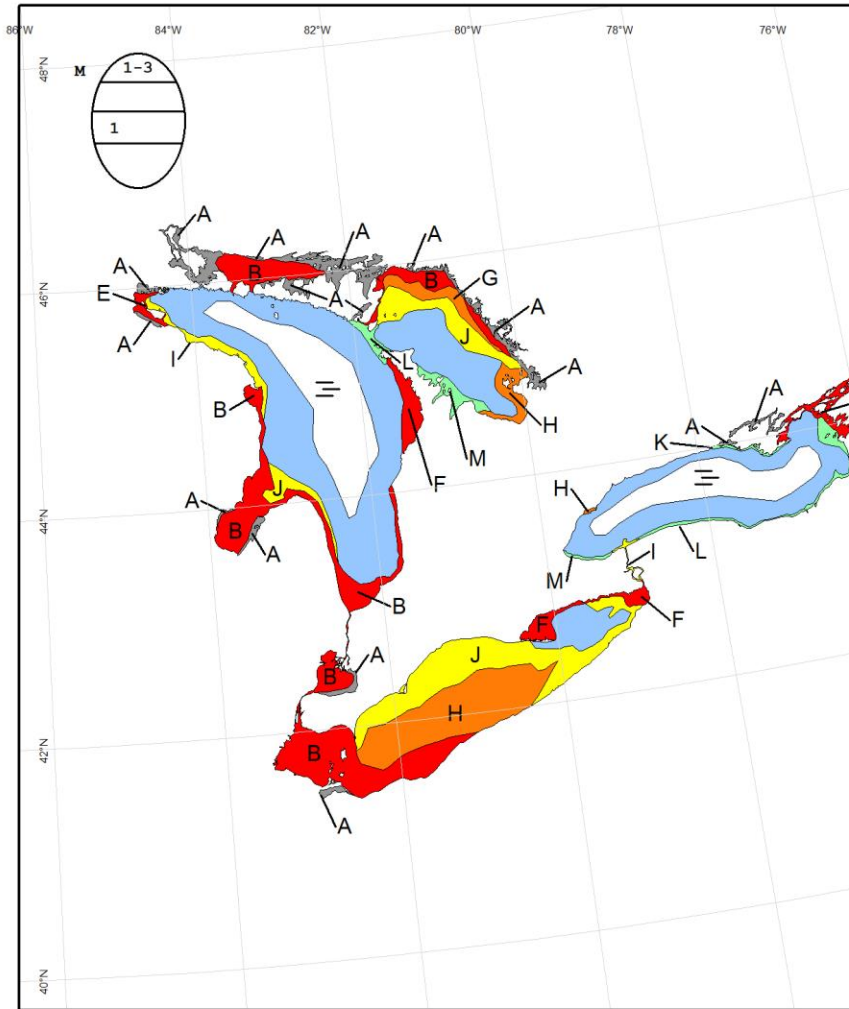 86°W 84°W 82°W 80°W 78°W 76°W
48°N
M 1-3
1
A
A A A
B B G
A A A
E J
A L A
I H
B M A
F A K
J H
A B A
L
M I
B
F F
A
B J
H
B
A
46°N
44°N
42°N
40°N